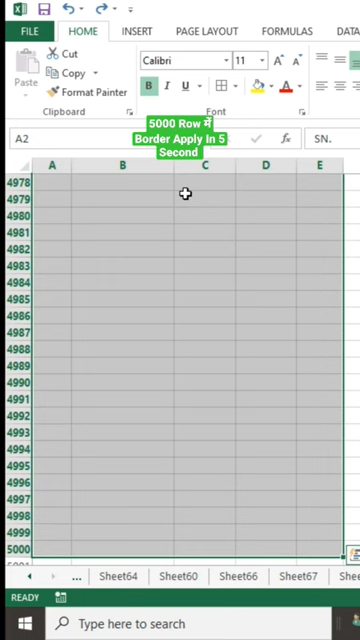 FILE HOME INSERT PAGE LAYOUT FORMULAS DATA
Cut
Calibri 11 A A
Paste
Copy
B I U A
Format Painter
Clipboard Font
5000 Row में
Border Apply In 5
Second
A2 fx SN.
A B C D E
4978
4979
4980
4981
4982
4983
4984
4985
4986
4987
4988
4989
4990
4991
4992
4993
4994
4995
4996
4997
4998
4999
5000
... Sheet64 Sheet60 Sheet66 Sheet67
READY
Type here to search